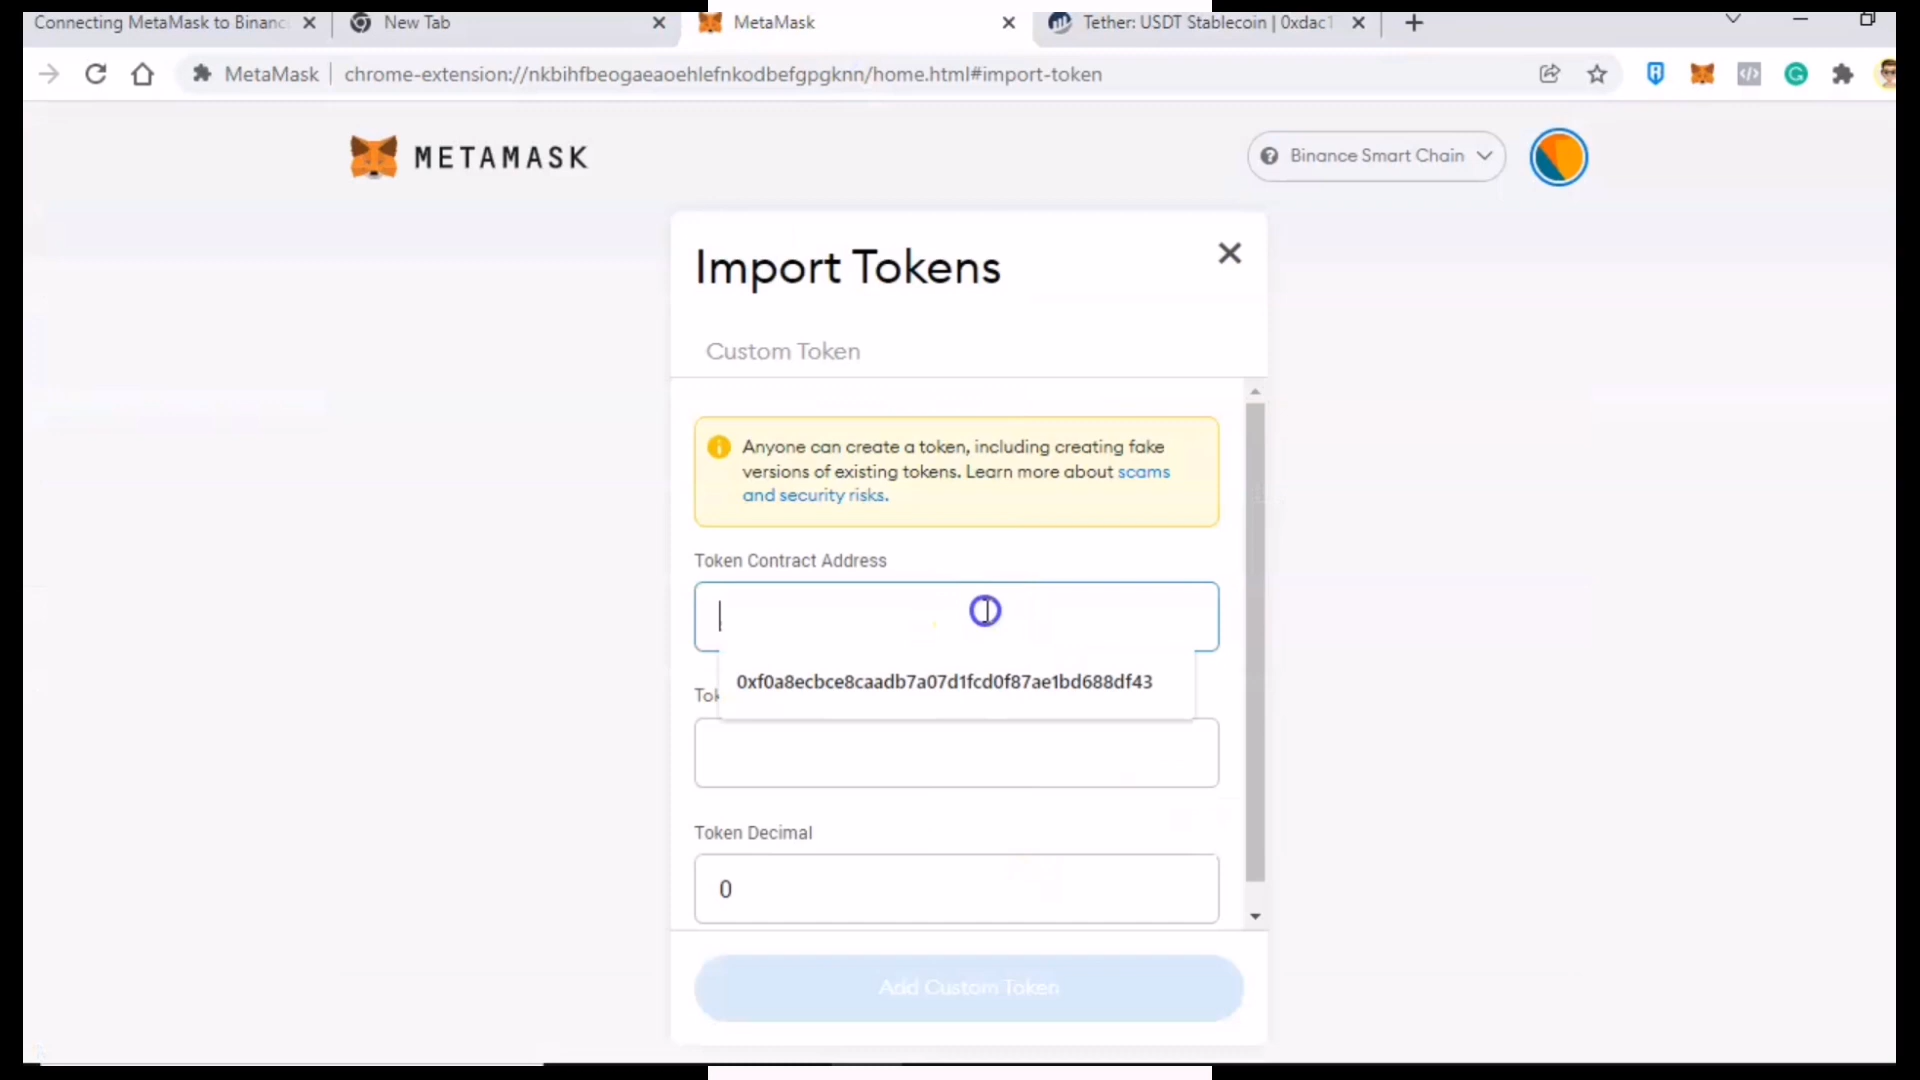 Connecting MetaMask to Binanc
New Tab
MetaMask
Tether: USDT Stablecoin | 0xdac1
MetaMask
chrome-extension://nkbihfbeogaeaoehlefnkodbefgpgknn/home.html#import-token
METAMASK
Binance Smart Chain
Import Tokens
Custom Token
Anyone can create a token, including creating fake
versions of existing tokens. Learn more about scams
and security risks.
Token Contract Address
0xf0a8ecbce8caadb7a07d1fcd0f87ae1bd688df43
Tok
Token Decimal
0
Add Custom Token